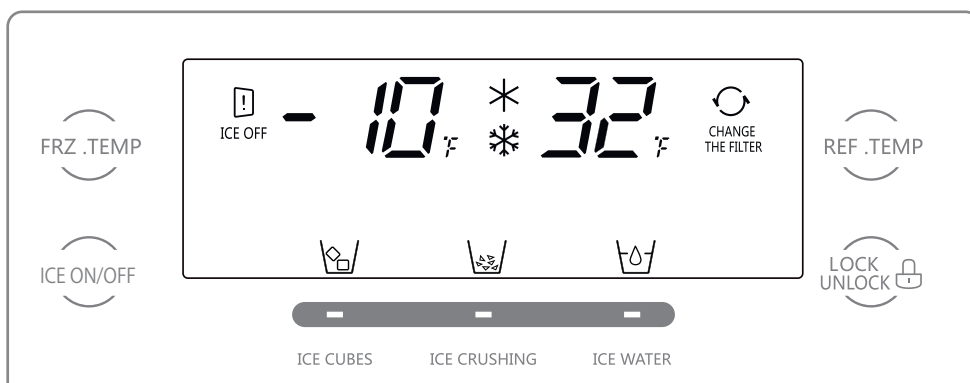 FRZ .TEMP
ICE ON/OFF
!
ICE OFF
-10°F
32°F
CHANGE
THE FILTER
REF .TEMP
LOCK
UNLOCK
ICE CUBES
ICE CRUSHING
ICE WATER